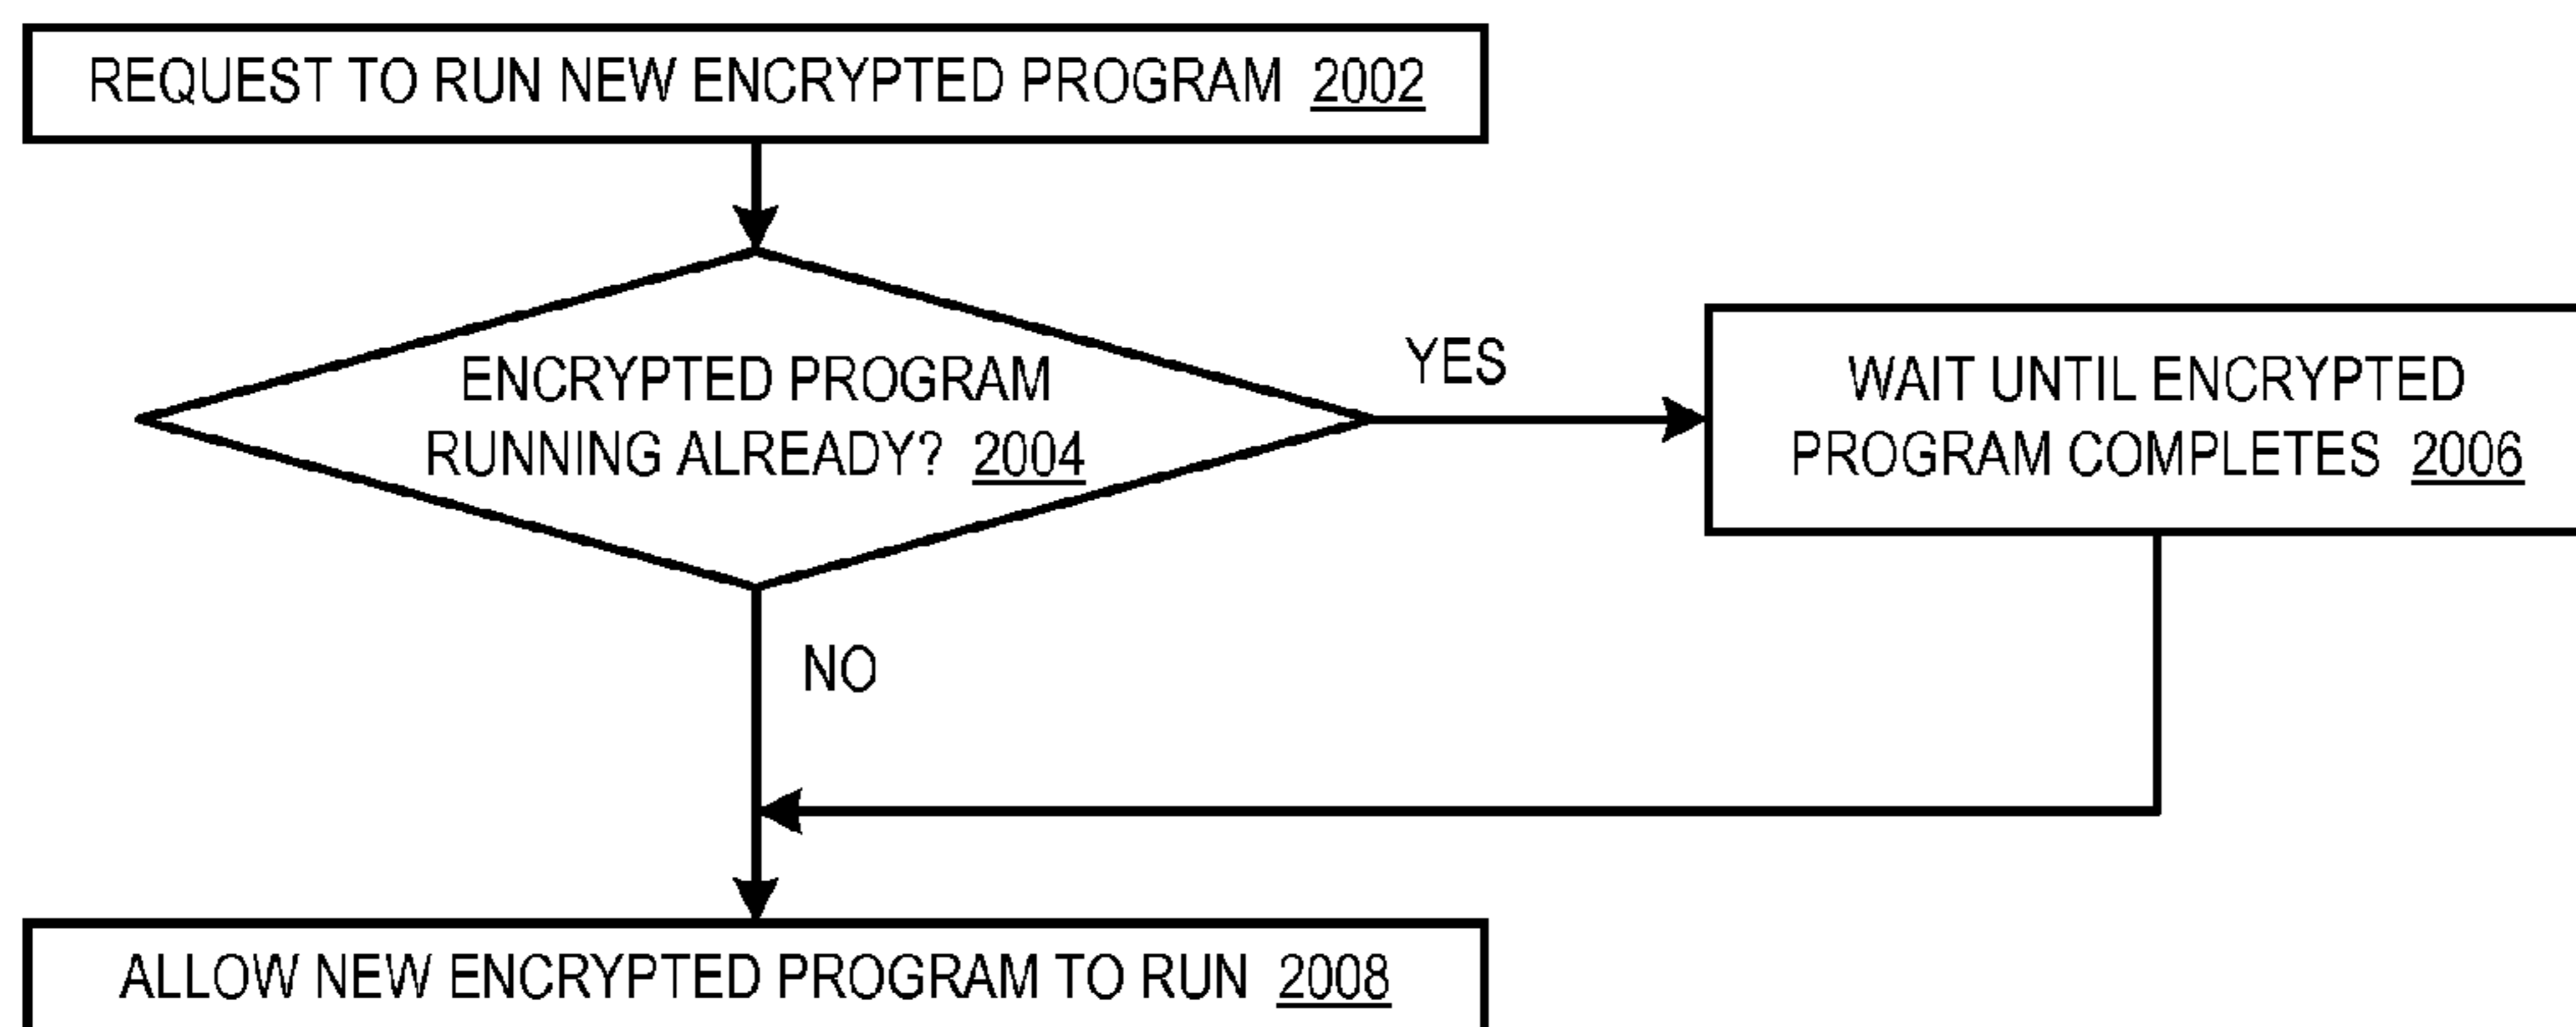 REQUEST TO RUN NEW ENCRYPTED PROGRAM 2002
ENCRYPTED PROGRAM
RUNNING ALREADY? 2004
YES
WAIT UNTIL ENCRYPTED
PROGRAM COMPLETES 2006
NO
ALLOW NEW ENCRYPTED PROGRAM TO RUN 2008